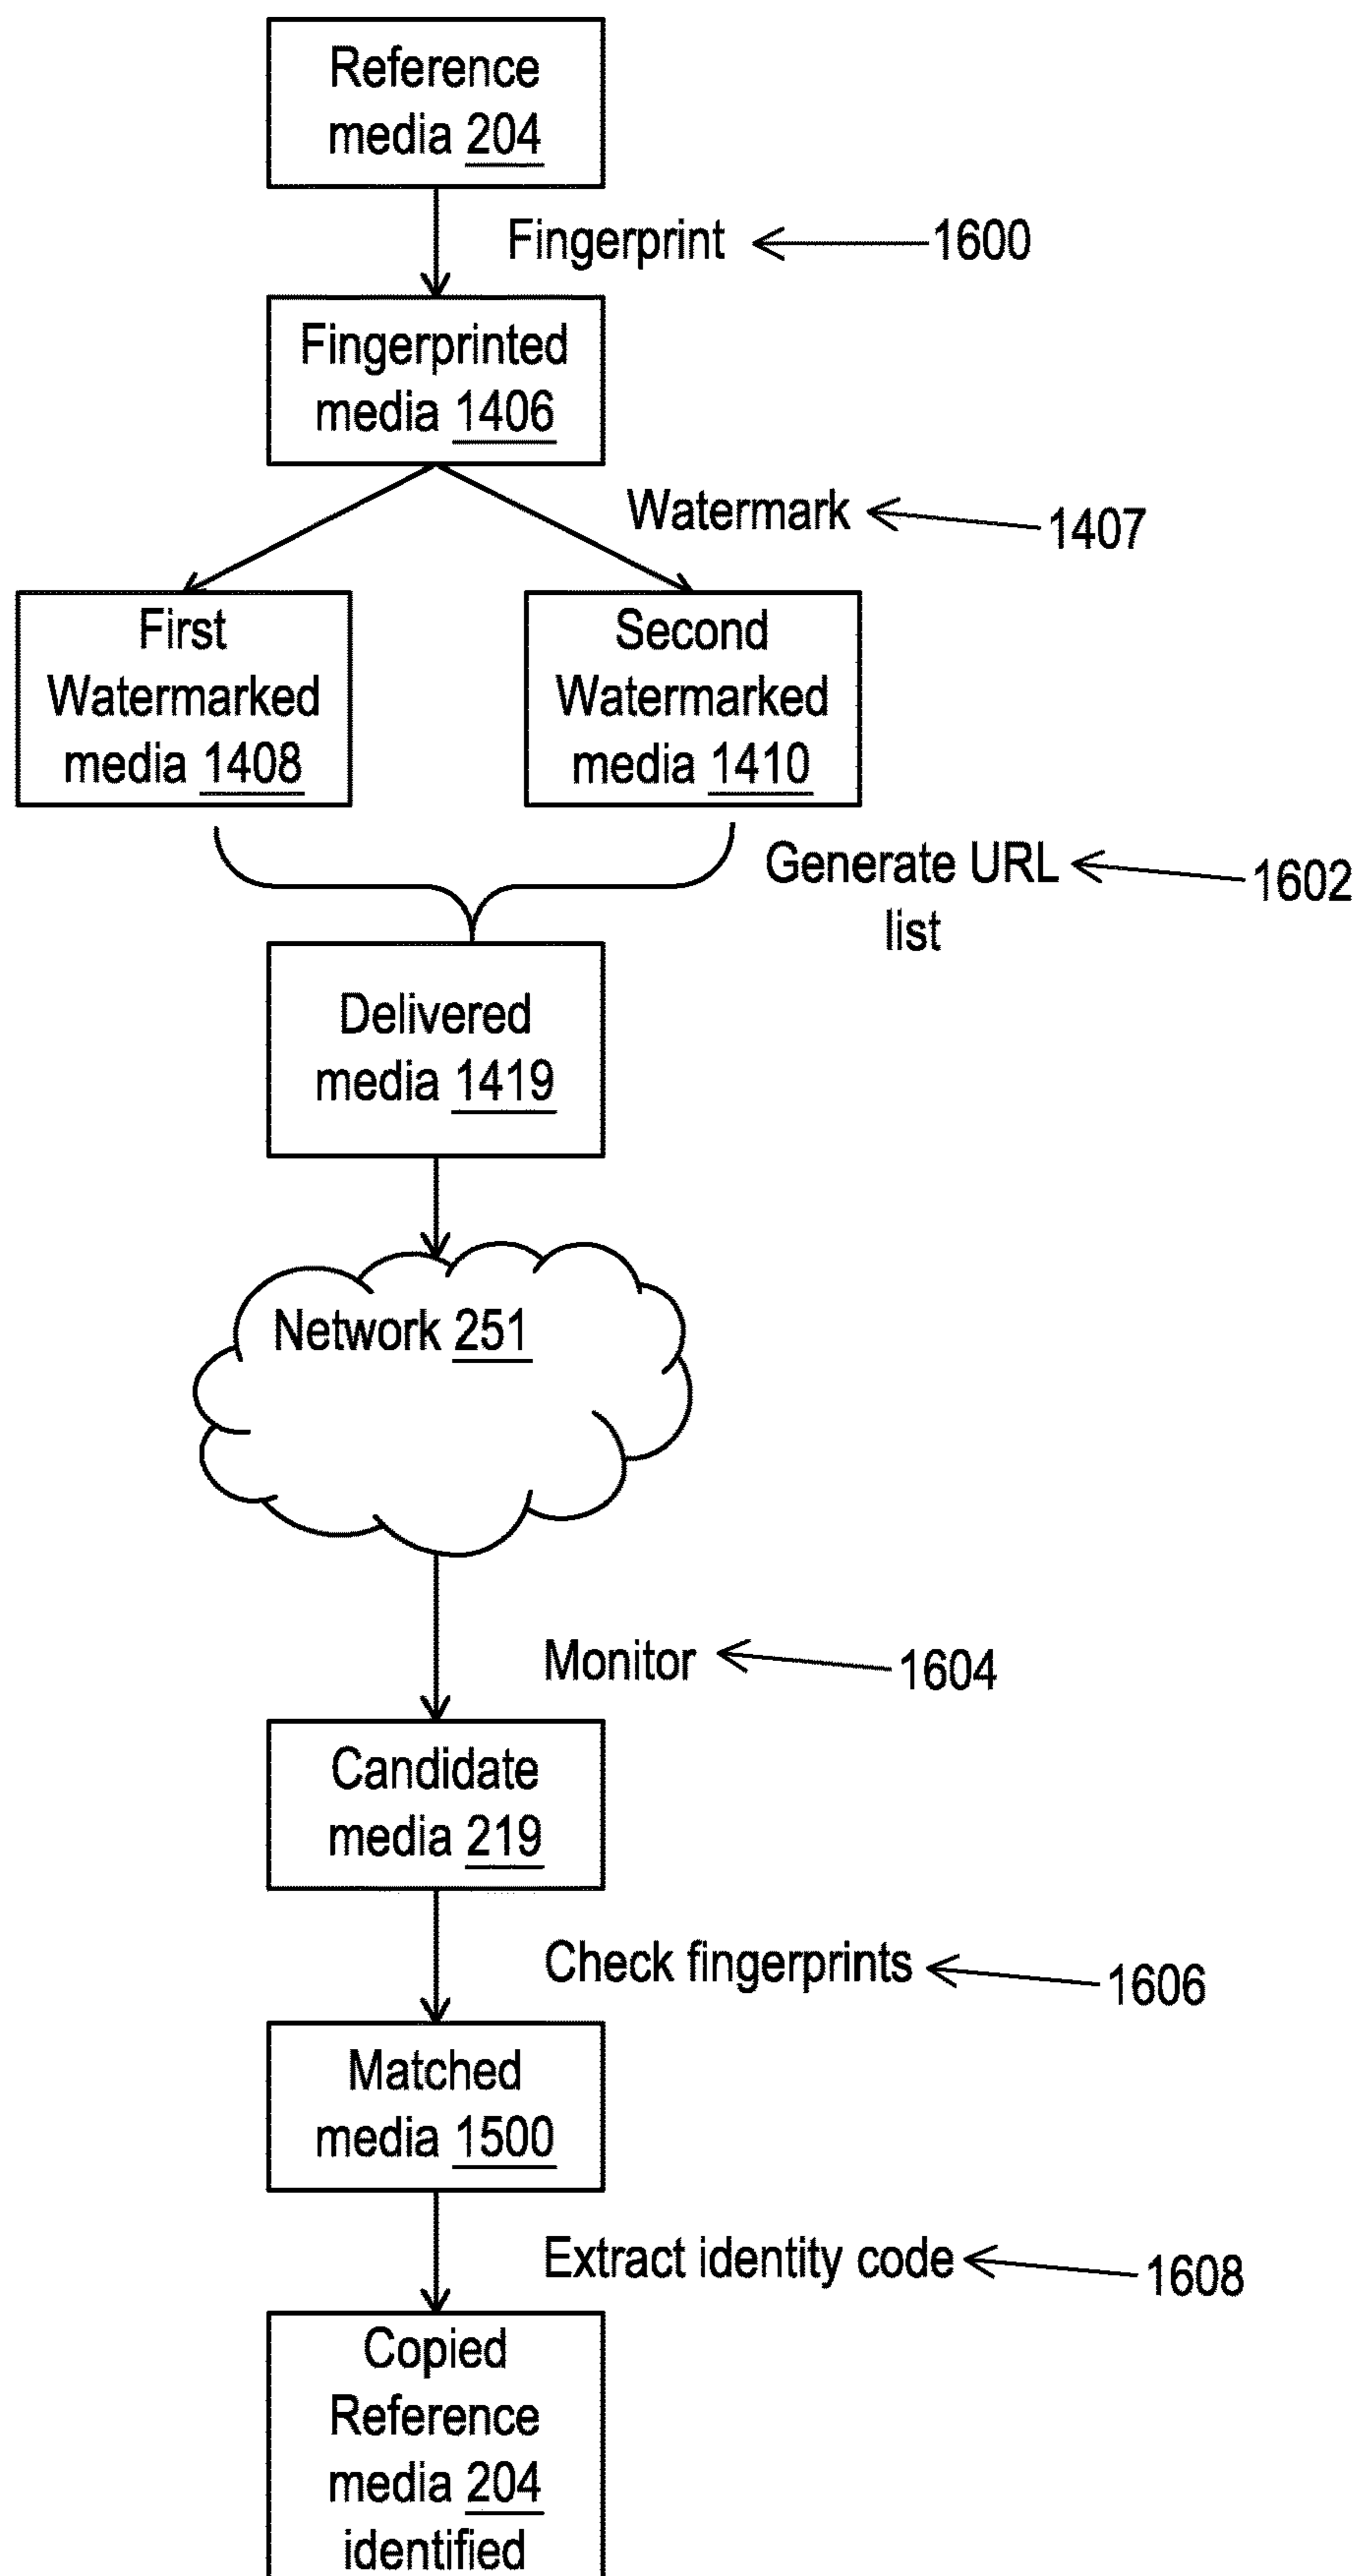 Reference
media 204
Fingerprint
1600
Fingerprinted
media 1406
Watermark
1407
First
Watermarked
media 1408
Second
Watermarked
media 1410
Generate URL
list
1602
Delivered
media 1419
Network 251
Monitor
1604
Candidate
media 219
Check fingerprints
1606
Matched
media 1500
Extract identity code
1608
Copied
Reference
media 204
identified